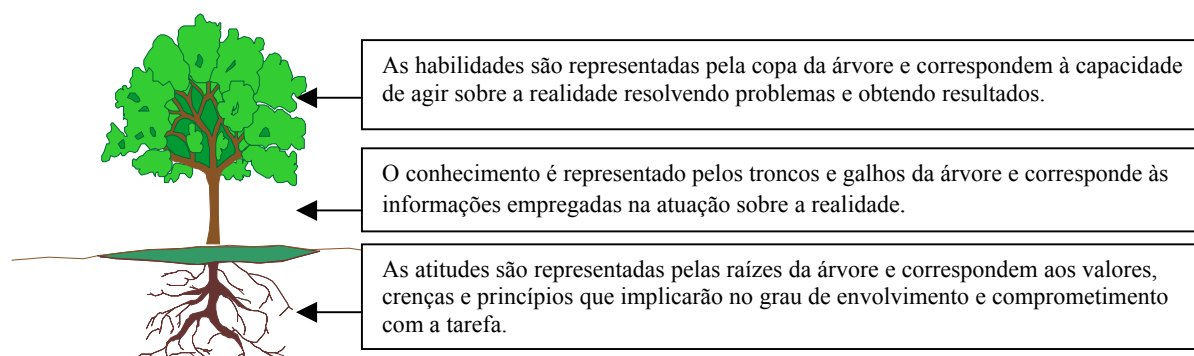 As habilidades são representadas pela copa da árvore e correspondem à capacidade
de agir sobre a realidade resolvendo problemas e obtendo resultados.
O conhecimento é representado pelos troncos e galhos da árvore e corresponde às
informações empregadas na atuação sobre a realidade.
As atitudes são representadas pelas raízes da árvore e correspondem aos valores,
crenças e princípios que implicarão no grau de envolvimento e comprometimento
com a tarefa.